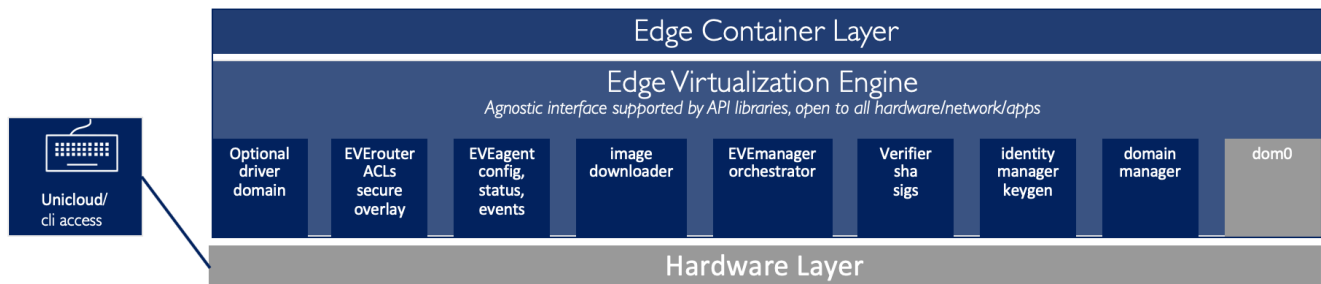 Edge Container Layer
Edge Virtualization Engine
Agnostic interface supported by API libraries, open to all hardware/network/apps
Unicloud/
cli access
Optional
driver
domain
EVErouter
ACLs
secure
overlay
EVEagent
config,
status,
events
image
downloader
EVEmanager
orchestrator
Verifier
sha
sigs
identity
manager
keygen
domain
manager
dom0
Hardware Layer